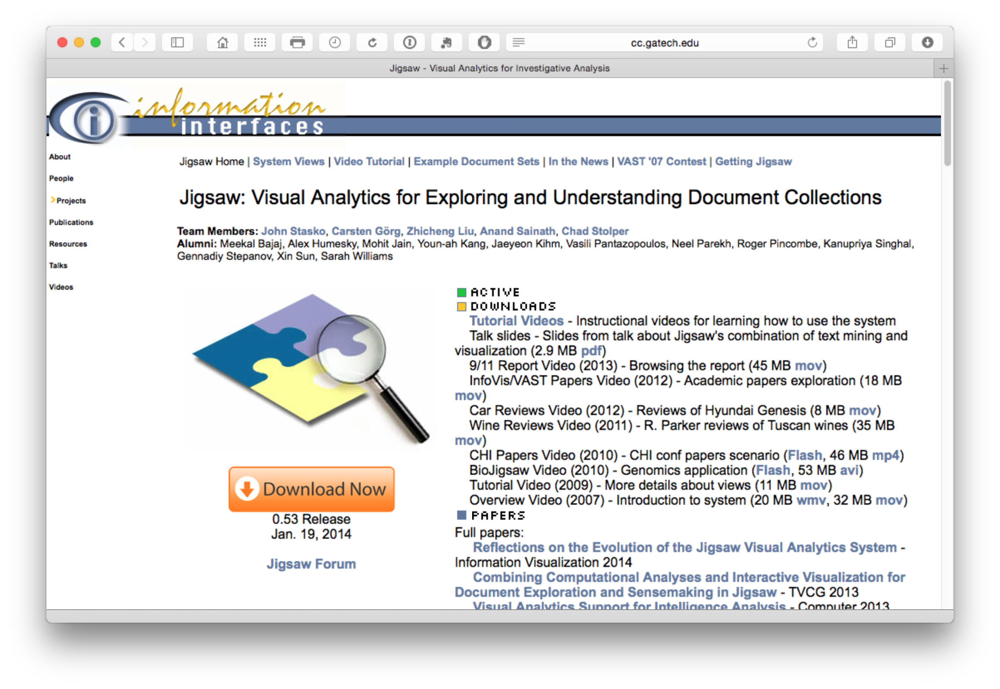 cc.gatech.edu
Jigsaw - Visual Analytics for Investigative Analysis
information
interfaces
About
People
Projects
Publications
Resources
Talks
Videos
Jigsaw Home | System Views | Video Tutorial | Example Document Sets | In the News | VAST '07 Contest | Getting Jigsaw
Jigsaw: Visual Analytics for Exploring and Understanding Document Collections
Team Members: John Stasko, Carsten Görg, Zhicheng Liu, Anand Sainath, Chad Stolper
Alumni: Meekal Bajaj, Alex Humesky, Mohit Jain, Youn-ah Kang, Jaeyeon Kihm, Vasili Pantazopoulos, Neel Parekh, Roger Pincombe, Kanupriya Singhal,
Gennadiy Stepanov, Xin Sun, Sarah Williams
Download Now
0.53 Release
Jan. 19, 2014
Jigsaw Forum
ACTIVE
DOWNLOADS
Tutorial Videos - Instructional videos for learning how to use the system
Talk slides - Slides from talk about Jigsaw's combination of text mining and
visualization (2.9 MB pdf)
9/11 Report Video (2013) - Browsing the report (45 MB mov)
InfoVis/VAST Papers Video (2012) - Academic papers exploration (18 MB
mov)
Car Reviews Video (2012) - Reviews of Hyundai Genesis (8 MB mov)
Wine Reviews Video (2011) - R. Parker reviews of Tuscan wines (35 MB
mov)
CHI Papers Video (2010) - CHI conf papers scenario (Flash, 46 MB mp4)
BioJigsaw Video (2010) - Genomics application (Flash, 53 MB avi)
Tutorial Video (2009) - More details about views (11 MB mov)
Overview Video (2007) - Introduction to system (20 MB wmv, 32 MB mov)
PAPERS
Full papers:
Reflections on the Evolution of the Jigsaw Visual Analytics System -
Information Visualization 2014
Combining Computational Analyses and Interactive Visualization for
Document Exploration and Sensemaking in Jigsaw - TVCG 2013
Visual Analytics Support for Intelligence Analysis - Computer 2013